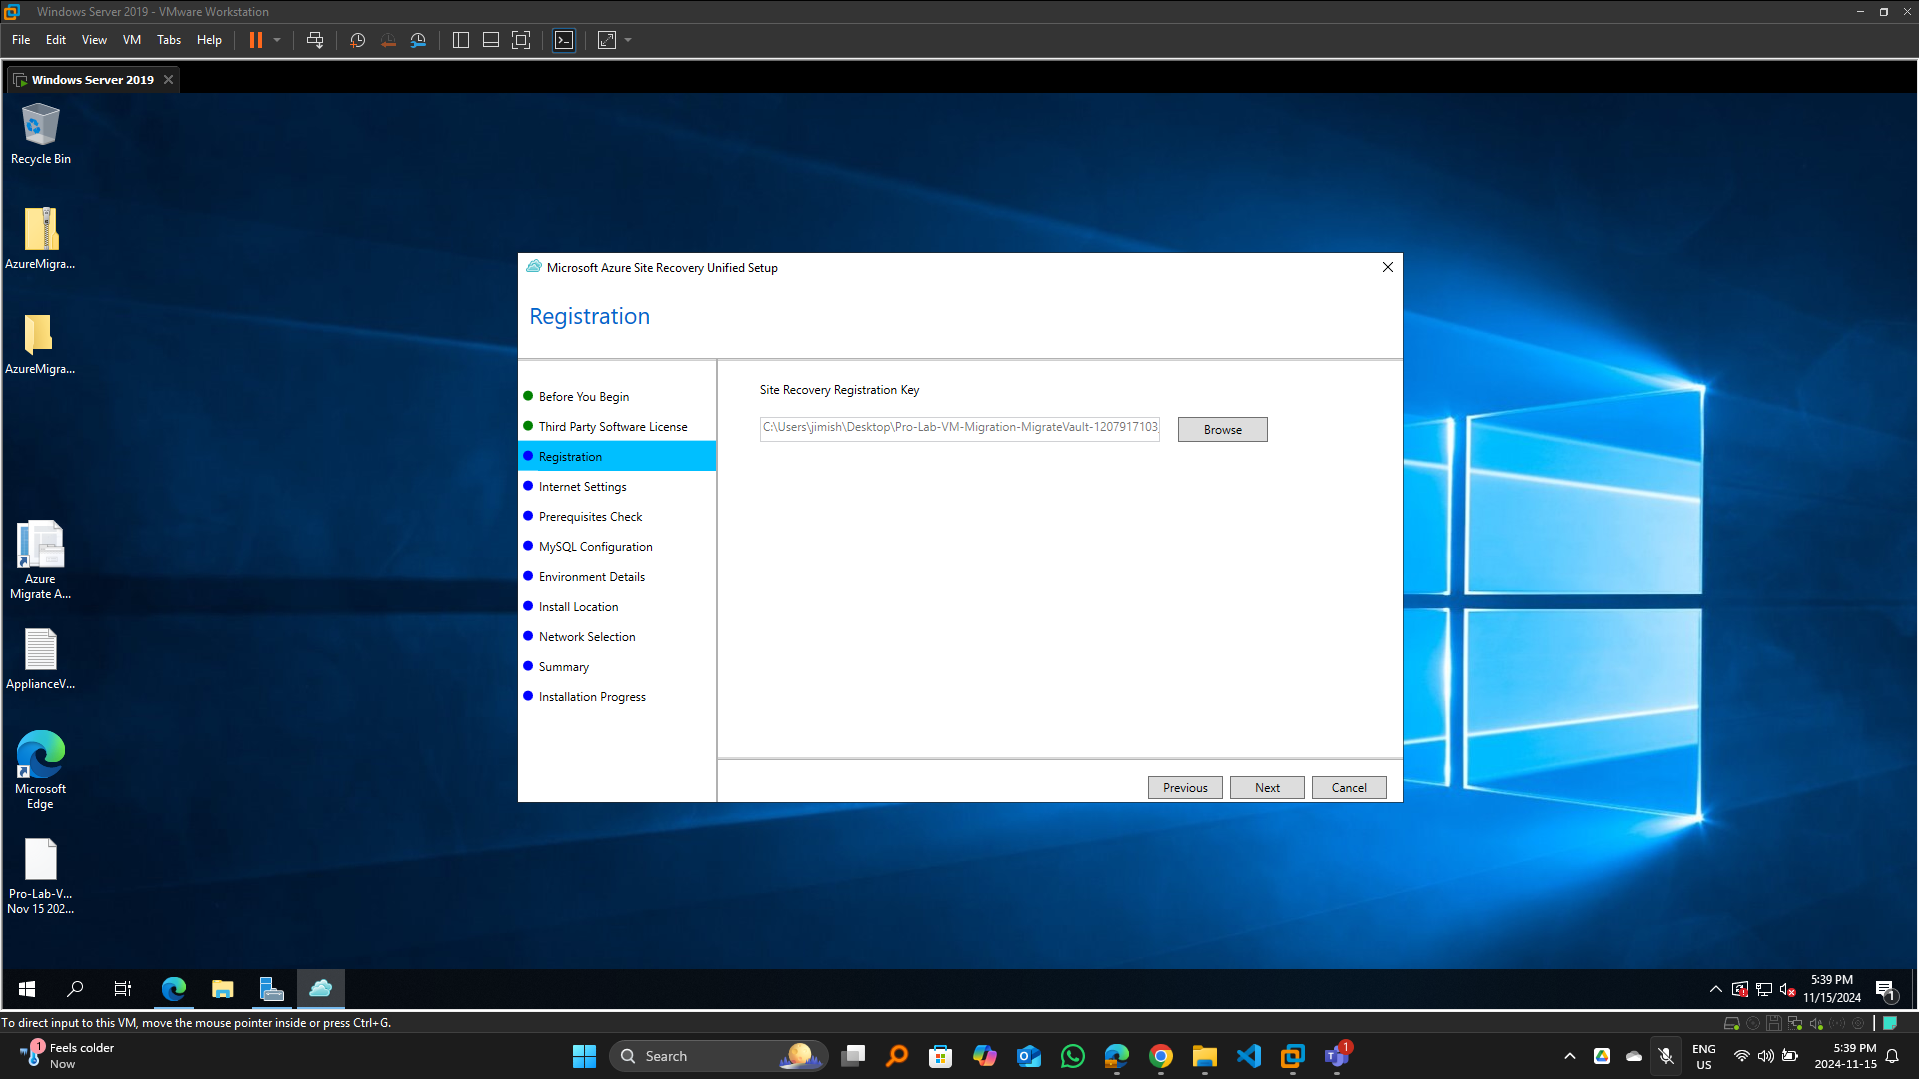 Windows Server 2019 - VMware Workstation
File Edit View VM Tabs Help
Windows Server 2019
Recycle Bin
AzureMigra...
AzureMigra...
Azure
Migrate A...
ApplianceV...
Microsoft
Edge
Pro-Lab-V...
Nov 15 202...
Microsoft Azure Site Recovery Unified Setup
Registration
Before You Begin
Third Party Software License
Registration
Internet Settings
Prerequisites Check
MySQL Configuration
Environment Details
Install Location
Network Selection
Summary
Installation Progress
Site Recovery Registration Key
C:\Users\jimish\Desktop\Pro-Lab-VM-Migration-MigrateVault-1207917103_
Browse
Previous Next Cancel
5:39 PM
11/15/2024
1
To direct input to this VM, move the mouse pointer inside or press Ctrl+G.
1
Feels colder
Now
Search
1
ENG
US
5:39 PM
2024-11-15